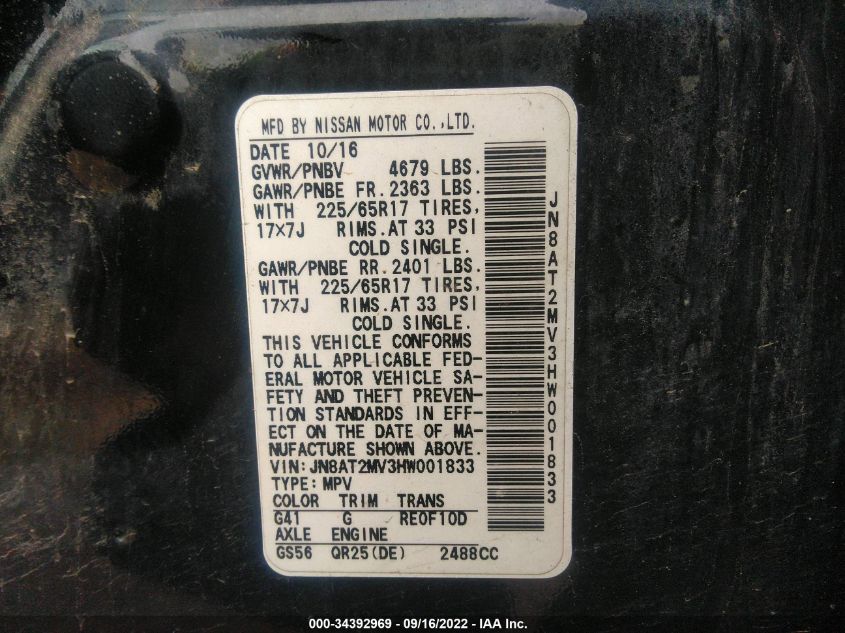 MFD BY NISSAN MOTOR CO.,LTD.
DATE 10/16
GVWR/PNBV 4679 LBS.
GAWR/PNBE FR. 2363 LBS.
WITH 225/65R17 TIRES,
17×7J RIMS.AT 33 PSI
COLD SINGLE.
GAWR/PNBE RR. 2401 LBS.
WITH 225/65R17 TIRES,
17×7J RIMS.AT 33 PSI
COLD SINGLE.
THIS VEHICLE CONFORMS
TO ALL APPLICABLE FED-
ERAL MOTOR VEHICLE SA-
FETY AND THEFT PREVEN-
TION STANDARDS IN EFF-
ECT ON THE DATE OF MA-
NUFACTURE SHOWN ABOVE.
VIN:JN8AT2MV3HW001833
TYPE:MPV
COLOR TRIM TRANS
G41 G RE0F10D
AXLE ENGINE
GS56 QR25(DE) 2488CC
JN8AT2MV3HW001833
000-34392969 - 09/16/2022 - IAA Inc.